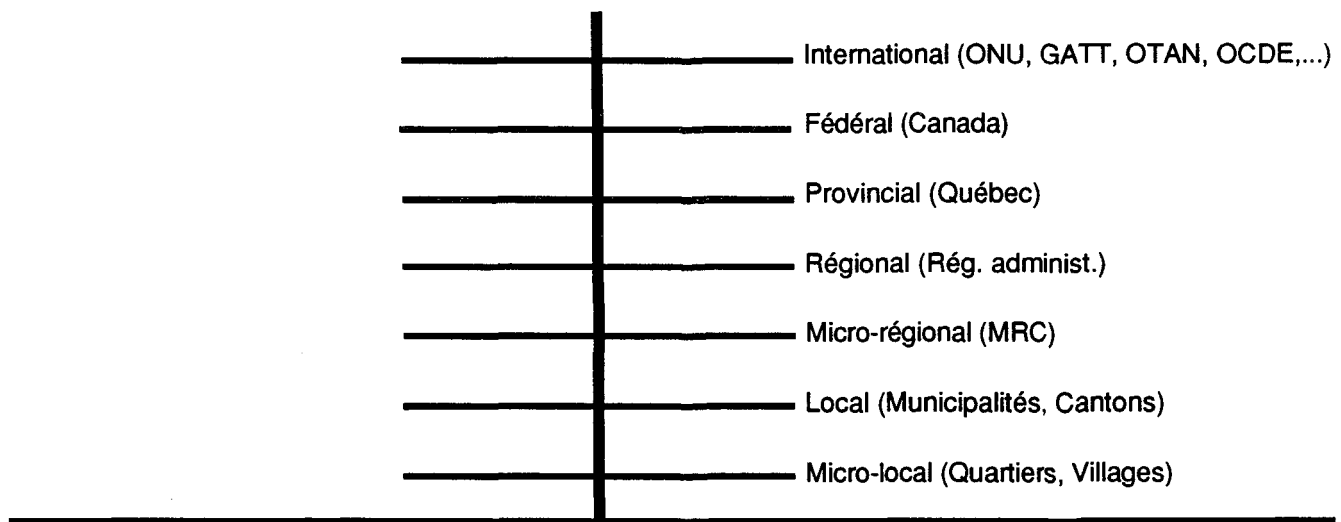 International (ONU, GATT, OTAN, OCDE,...)
Fédéral (Canada)
Provincial (Québec)
Régional (Rég. administ.)
Micro-régional (MRC)
Local (Municipalités, Cantons)
Micro-local (Quartiers, Villages)